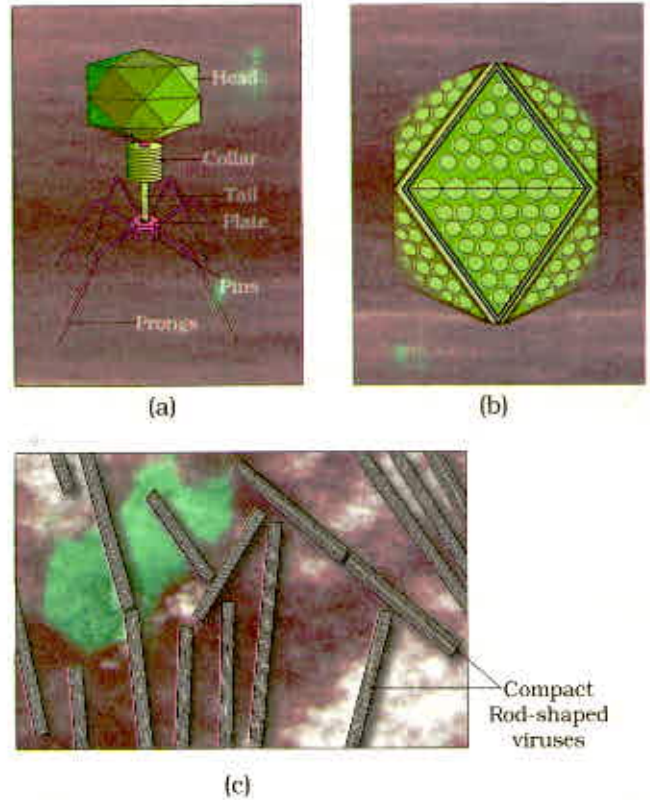 Head
Collar
Tail
Plate
Pins
Prongs
(a)
(b)
Compact
Rod-shaped
viruses
(c)